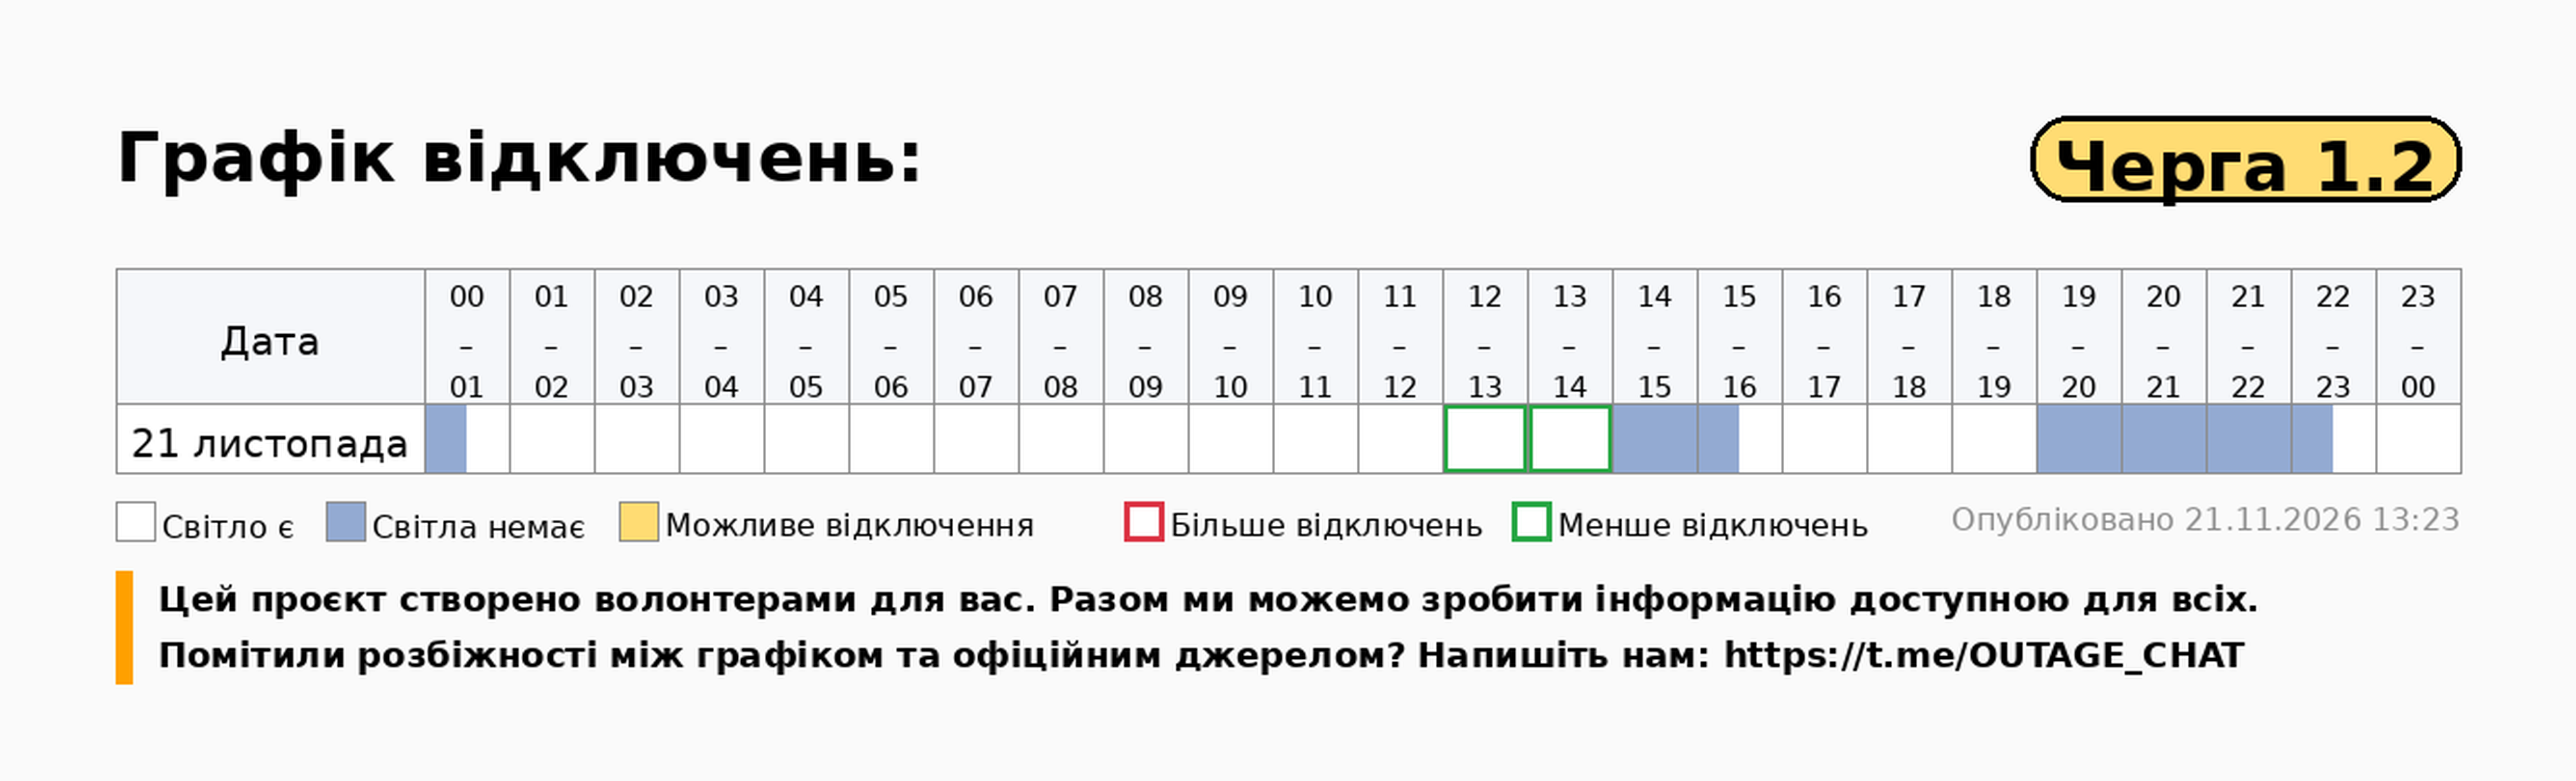 Графік відключень:
Черга 1.2
Дата
00 – 01
01 – 02
02 – 03
03 – 04
04 – 05
05 – 06
06 – 07
07 – 08
08 – 09
09 – 10
10 – 11
11 – 12
12 – 13
13 – 14
14 – 15
15 – 16
16 – 17
17 – 18
18 – 19
19 – 20
20 – 21
21 – 22
22 – 23
23 – 00
21 листопада
Світло є
Світла немає
Можливе відключення
Більше відключень
Менше відключень
Опубліковано 21.11.2026 13:23
Цей проєкт створено волонтерами для вас. Разом ми можемо зробити інформацію доступною для всіх.
Помітили розбіжності між графіком та офіційним джерелом? Напишіть нам: https://t.me/OUTAGE_CHAT